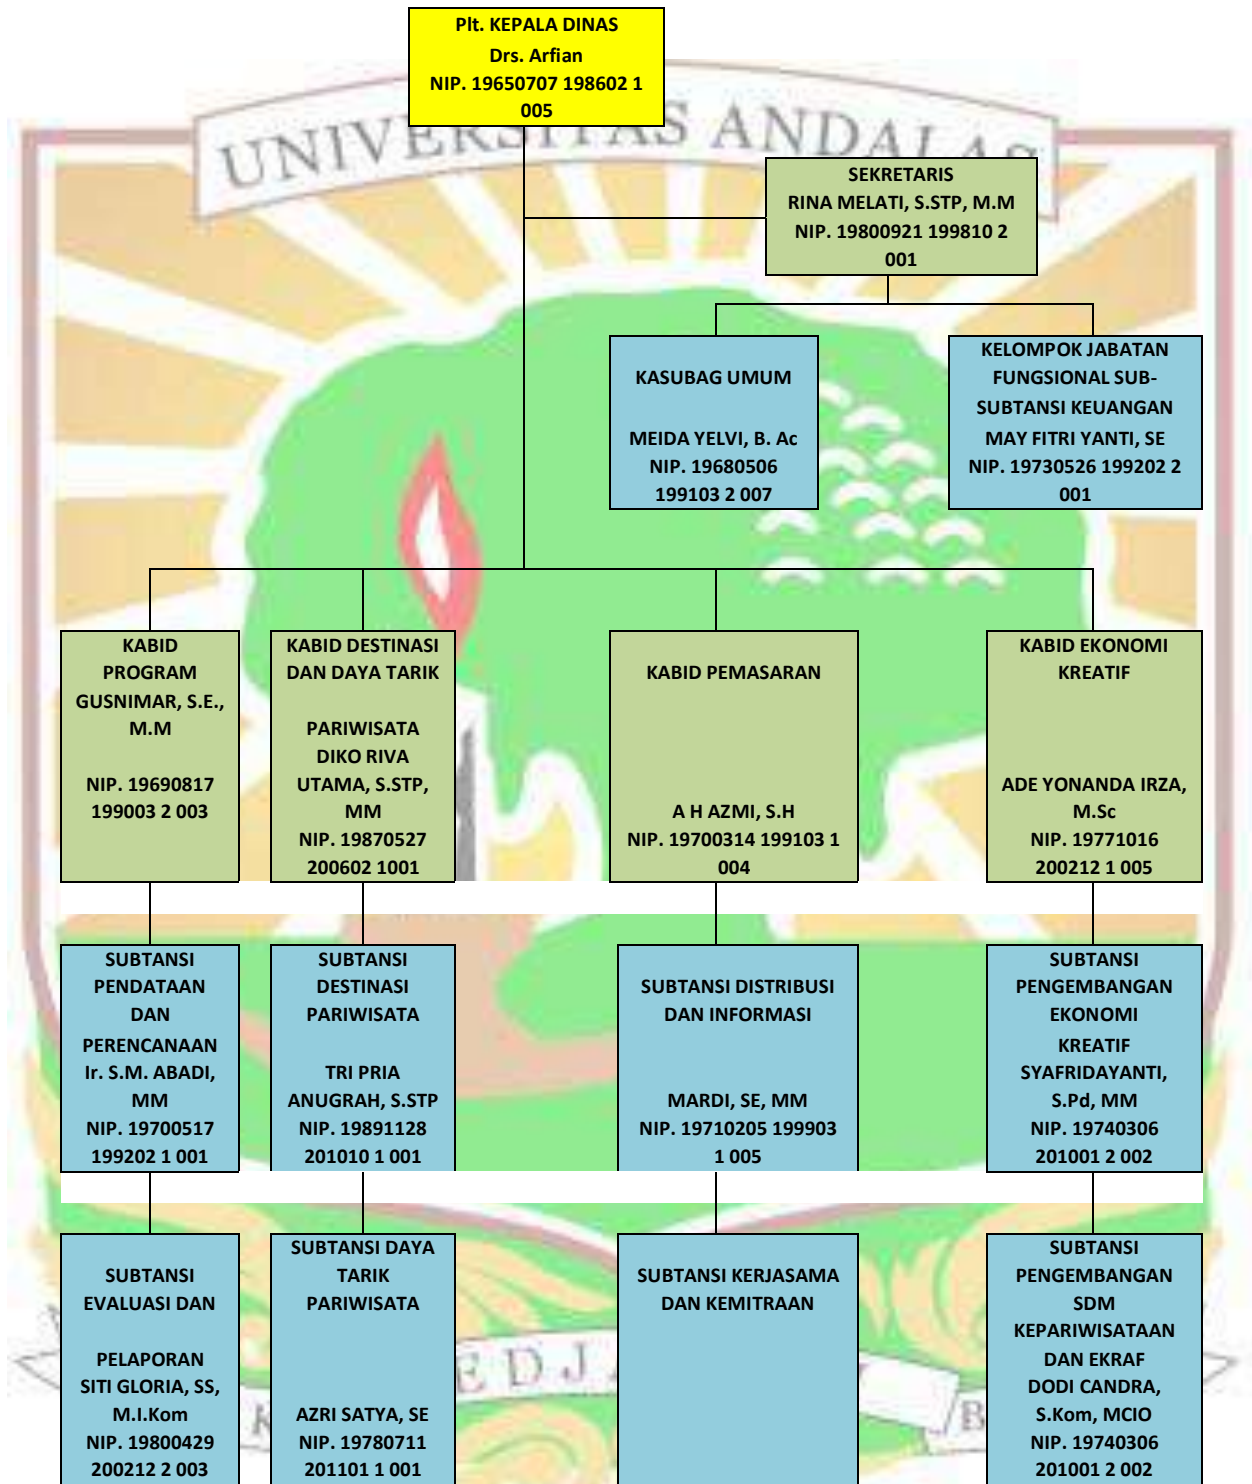 Plt. KEPALA DINAS
Drs. Arfian
NIP. 19650707 198602 1
005
UNIVERSITAS ANDALAS
SEKRETARIS
RINA MELATI, S.STP, M.M
NIP. 19800921 199810 2
001
KASUBAG UMUM
MEIDA YELVI, B. Ac
NIP. 19680506
199103 2 007
KELOMPOK JABATAN
FUNGSIONAL SUB-
SUBTANSI KEUANGAN
MAY FITRI YANTI, SE
NIP. 19730526 199202 2
001
KABID
PROGRAM
GUSNIMAR, S.E.,
M.M
NIP. 19690817
199003 2 003
KABID DESTINASI
DAN DAYA TARIK
PARIWISATA
DIKO RIVA
UTAMA, S.STP,
MM
NIP. 19870527
200602 1001
KABID PEMASARAN
A H AZMI, S.H
NIP. 19700314 199103 1
004
KABID EKONOMI
KREATIF
ADE YONANDA IRZA,
M.Sc
NIP. 19771016
200212 1 005
SUBTANSI
PENDATAAN
DAN
PERENCANAAN
Ir. S.M. ABADI,
MM
NIP. 19700517
199202 1 001
SUBTANSI
DESTINASI
PARIWISATA
TRI PRIA
ANUGRAH, S.STP
NIP. 19891128
201010 1 001
SUBTANSI DISTRIBUSI
DAN INFORMASI
MARDI, SE, MM
NIP. 19710205 199903
1 005
SUBTANSI
PENGEMBANGAN
EKONOMI
KREATIF
SYAFRIDAYANTI,
S.Pd, MM
NIP. 19740306
201001 2 002
SUBTANSI
EVALUASI DAN
PELAPORAN
SITI GLORIA, SS,
M.I.Kom
NIP. 19800429
200212 2 003
SUBTANSI DAYA
TARIK
PARIWISATA
AZRI SATYA, SE
NIP. 19780711
201101 1 001
SUBTANSI KERJASAMA
DAN KEMITRAAN
SUBTANSI
PENGEMBANGAN
SDM
KEPARIWISATAAN
DAN EKRAF
DODI CANDRA,
S.Kom, MCIO
NIP. 19740306
201001 2 002